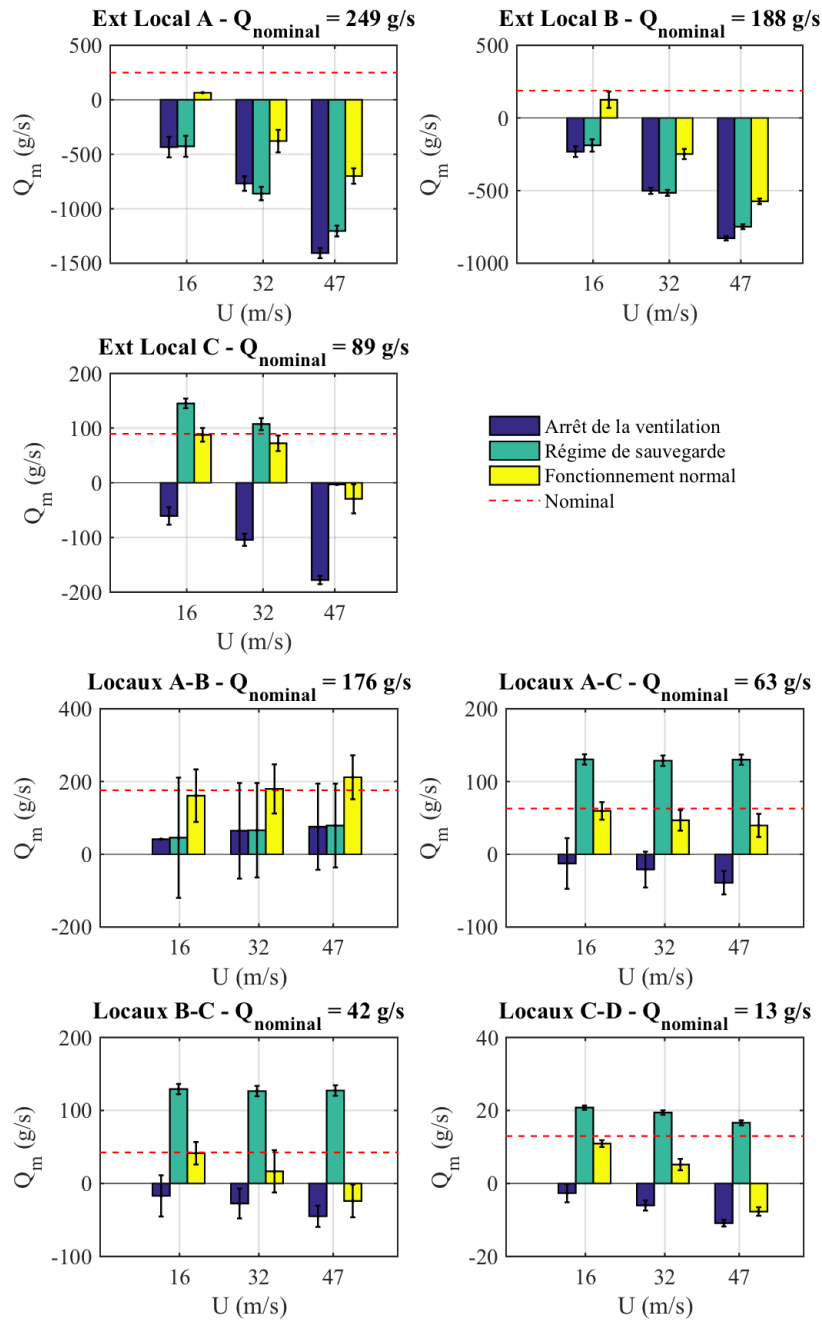 Ext Local A - Qnominal = 249 g/s
500
0
-500
-1000
-1500
Qm (g/s)
16 32 47
U (m/s)
Ext Local B - Qnominal = 188 g/s
500
0
-500
-1000
Qm (g/s)
16 32 47
U (m/s)
Ext Local C - Qnominal = 89 g/s
200
100
0
-100
-200
Qm (g/s)
16 32 47
U (m/s)
Arrêt de la ventilation
Régime de sauvegarde
Fonctionnement normal
Nominal
Locaux A-B - Qnominal = 176 g/s
400
200
0
-200
Qm (g/s)
16 32 47
U (m/s)
Locaux A-C - Qnominal = 63 g/s
200
100
0
-100
Qm (g/s)
16 32 47
U (m/s)
Locaux B-C - Qnominal = 42 g/s
200
100
0
-100
Qm (g/s)
16 32 47
U (m/s)
Locaux C-D - Qnominal = 13 g/s
40
20
0
-20
Qm (g/s)
16 32 47
U (m/s)